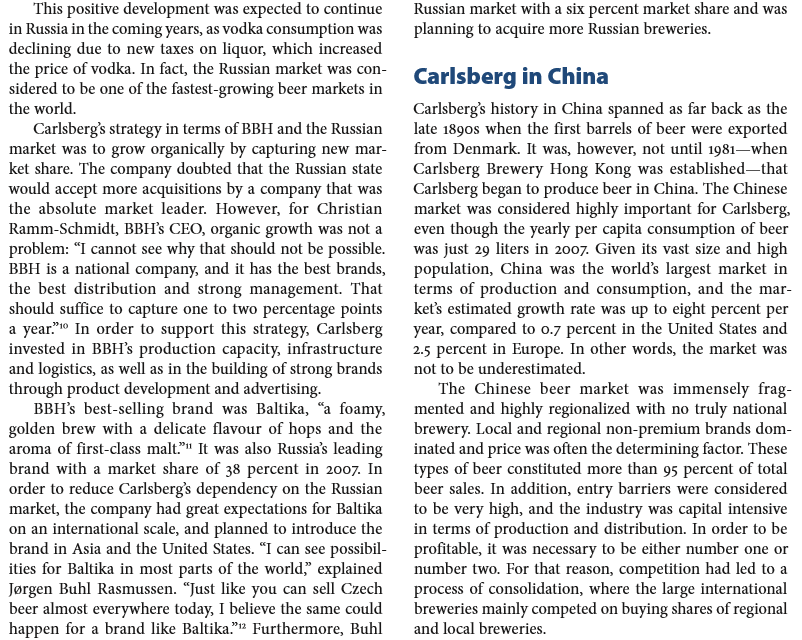 This positive development was expected to continue
in Russia in the coming years, as vodka consumption was
declining due to new taxes on liquor, which increased
the price of vodka. In fact, the Russian market was con-
sidered to be one of the fastest-growing beer markets in
the world.
Carlsberg’s strategy in terms of BBH and the Russian
market was to grow organically by capturing new mar-
ket share. The company doubted that the Russian state
would accept more acquisitions by a company that was
the absolute market leader. However, for Christian
Ramm-Schmidt, BBH’s CEO, organic growth was not a
problem: “I cannot see why that should not be possible.
BBH is a national company, and it has the best brands,
the best distribution and strong management. That
should suffice to capture one to two percentage points
a year.”¹⁰ In order to support this strategy, Carlsberg
invested in BBH’s production capacity, infrastructure
and logistics, as well as in the building of strong brands
through product development and advertising.
BBH’s best-selling brand was Baltika, “a foamy,
golden brew with a delicate flavour of hops and the
aroma of first-class malt.”¹¹ It was also Russia’s leading
brand with a market share of 38 percent in 2007. In
order to reduce Carlsberg’s dependency on the Russian
market, the company had great expectations for Baltika
on an international scale, and planned to introduce the
brand in Asia and the United States. “I can see possibil-
ities for Baltika in most parts of the world,” explained
Jørgen Buhl Rasmussen. “Just like you can sell Czech
beer almost everywhere today, I believe the same could
happen for a brand like Baltika.”¹² Furthermore, Buhl
Russian market with a six percent market share and was
planning to acquire more Russian breweries.
Carlsberg in China
Carlsberg’s history in China spanned as far back as the
late 1890s when the first barrels of beer were exported
from Denmark. It was, however, not until 1981—when
Carlsberg Brewery Hong Kong was established—that
Carlsberg began to produce beer in China. The Chinese
market was considered highly important for Carlsberg,
even though the yearly per capita consumption of beer
was just 29 liters in 2007. Given its vast size and high
population, China was the world’s largest market in
terms of production and consumption, and the mar-
ket’s estimated growth rate was up to eight percent per
year, compared to 0.7 percent in the United States and
2.5 percent in Europe. In other words, the market was
not to be underestimated.
The Chinese beer market was immensely frag-
mented and highly regionalized with no truly national
brewery. Local and regional non-premium brands dom-
inated and price was often the determining factor. These
types of beer constituted more than 95 percent of total
beer sales. In addition, entry barriers were considered
to be very high, and the industry was capital intensive
in terms of production and distribution. In order to be
profitable, it was necessary to be either number one or
number two. For that reason, competition had led to a
process of consolidation, where the large international
breweries mainly competed on buying shares of regional
and local breweries.